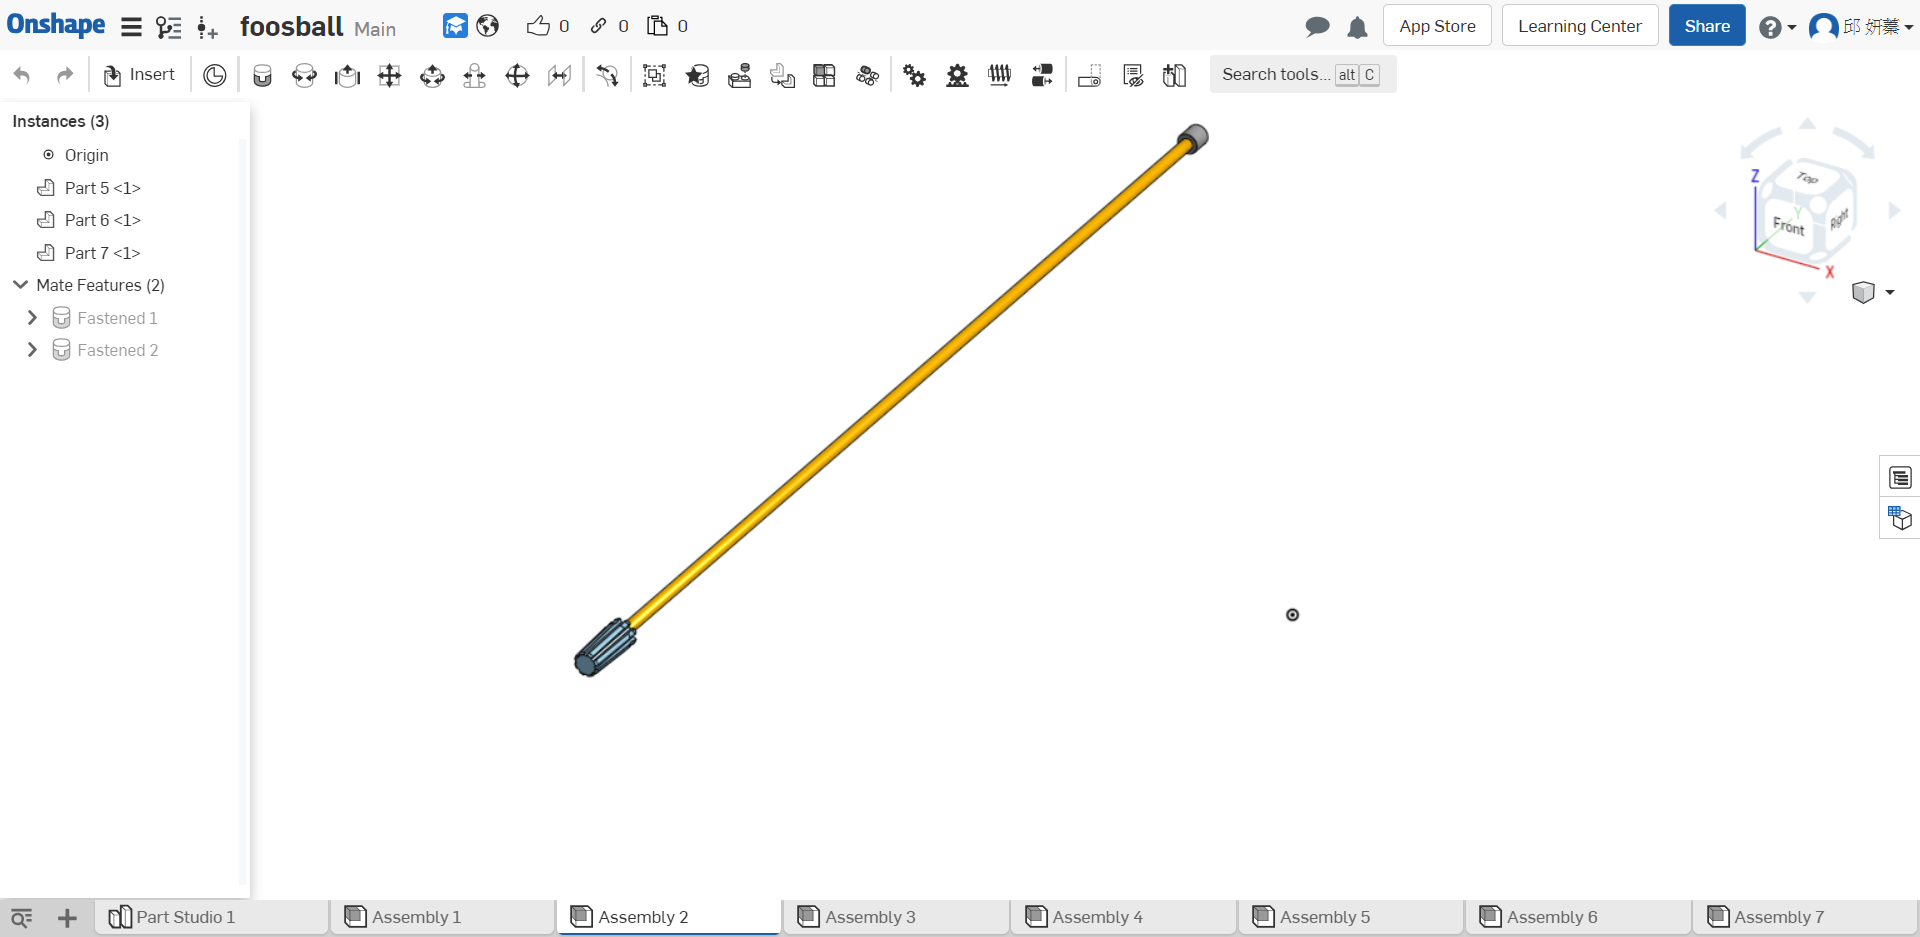 Onshape foosball Main 0 0 0 App Store Learning Center Share 邱 妍蓁
Insert Search tools... alt C
Instances (3)
Origin
Part 5 <1>
Part 6 <1>
Part 7 <1>
Mate Features (2)
Fastened 1
Fastened 2
Top
Z
Y
Front
Right
X
Part Studio 1 Assembly 1 Assembly 2 Assembly 3 Assembly 4 Assembly 5 Assembly 6 Assembly 7